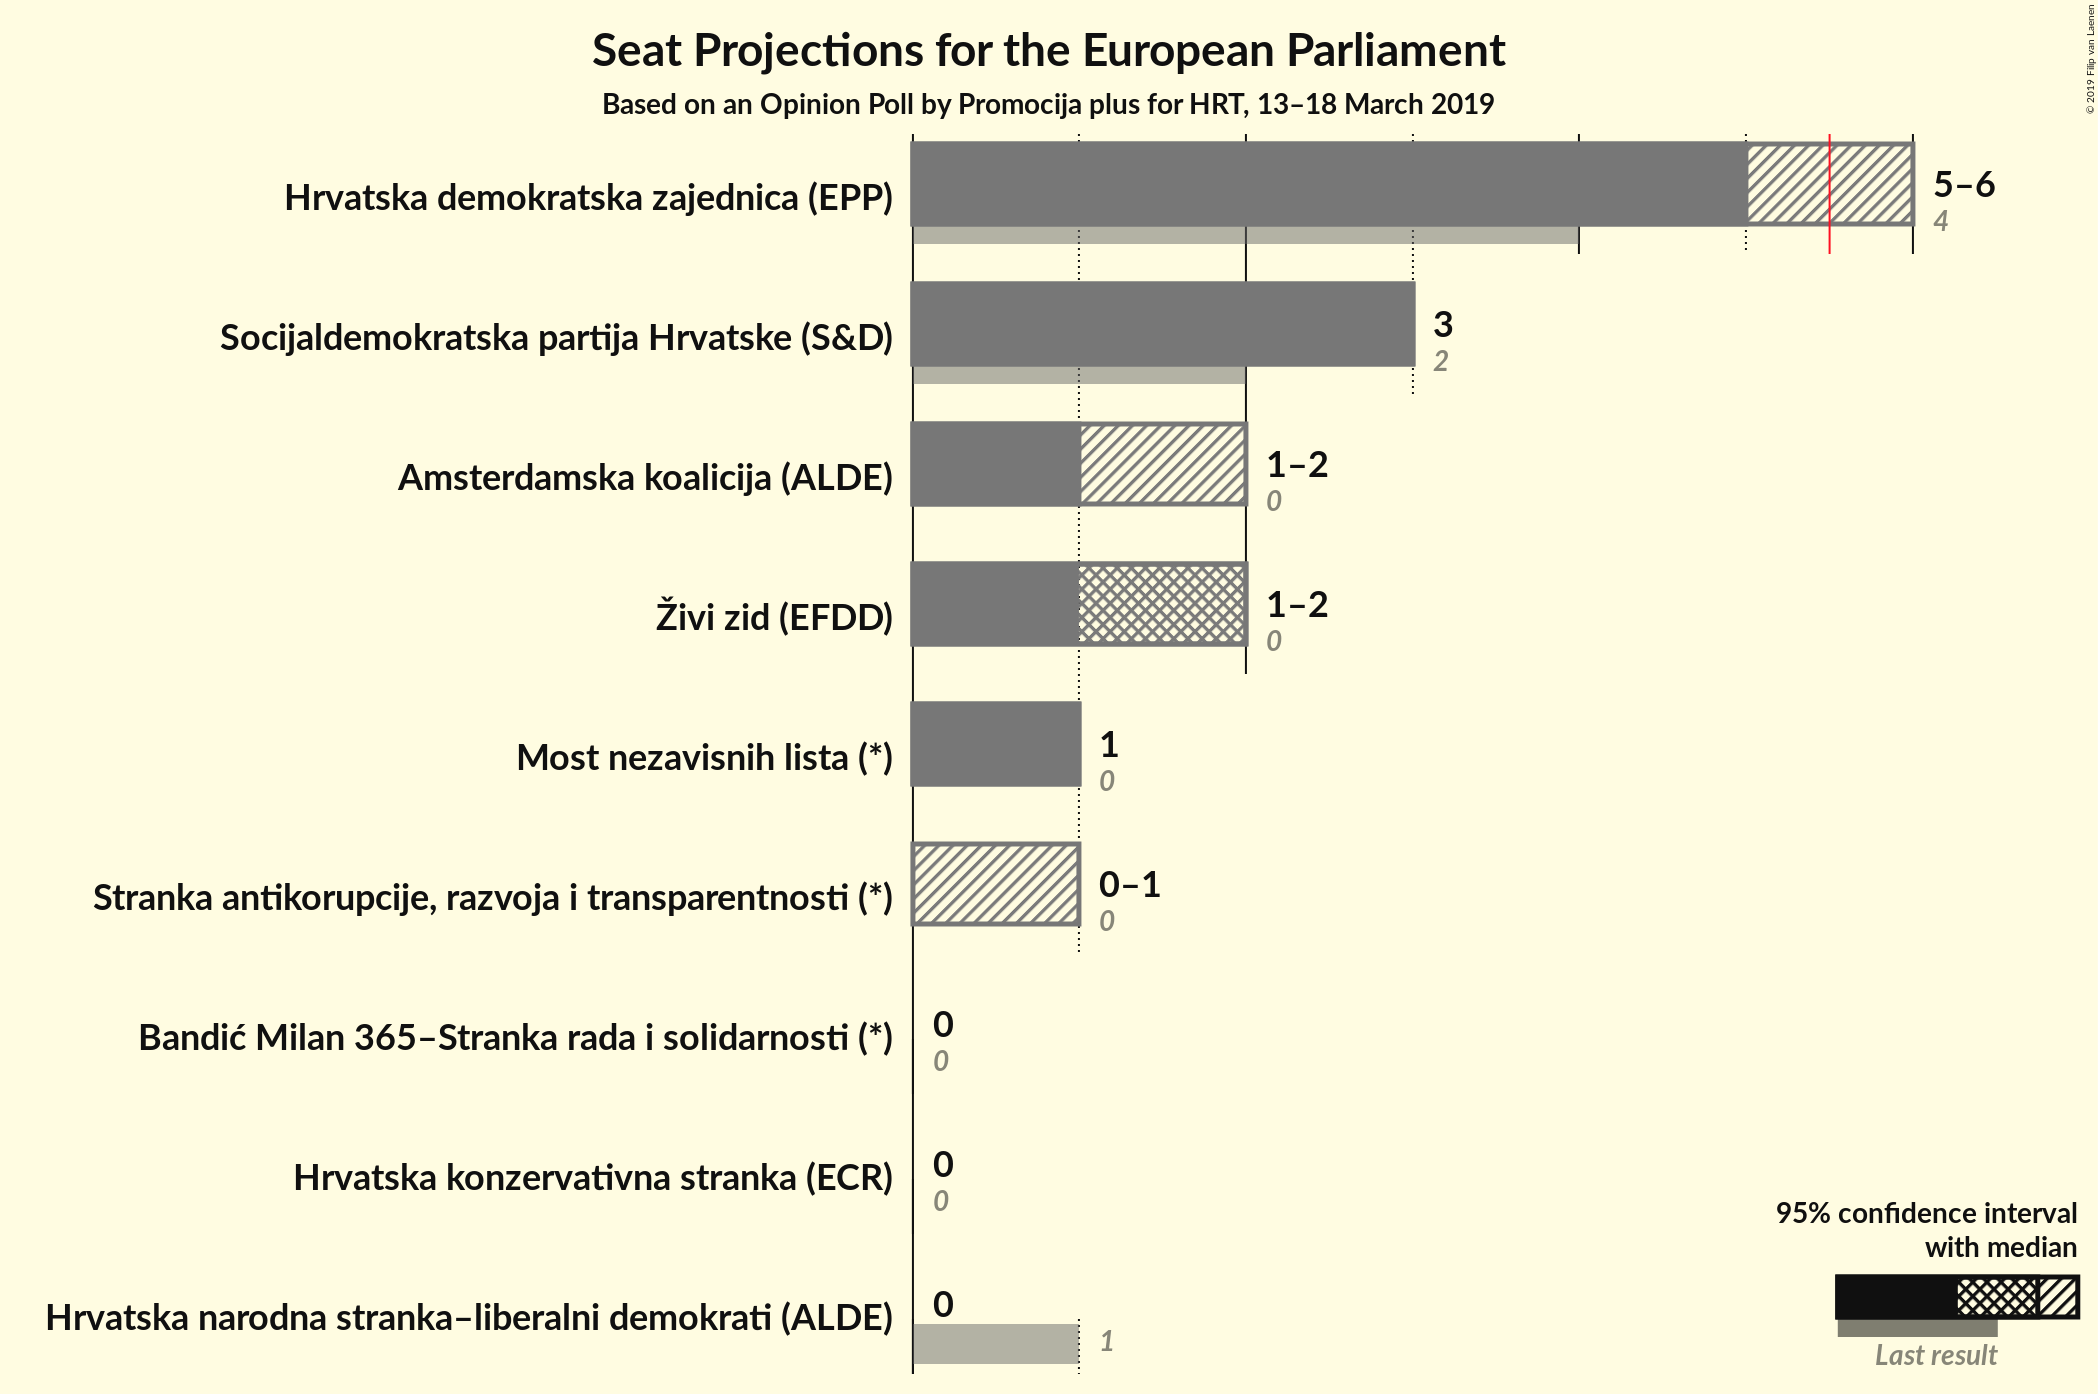 Seat Projections for the European Parliament
Based on an Opinion Poll by Promocija plus for HRT, 13–18 March 2019
© 2019 Filip van Laenen
Hrvatska demokratska zajednica (EPP)
5–6
4
Socijaldemokratska partija Hrvatske (S&D)
3
2
Amsterdamska koalicija (ALDE)
1–2
0
Živi zid (EFDD)
1–2
0
Most nezavisnih lista (*)
1
0
Stranka antikorupcije, razvoja i transparentnosti (*)
0–1
0
Bandić Milan 365–Stranka rada i solidarnosti (*)
0
0
Hrvatska konzervativna stranka (ECR)
0
0
Hrvatska narodna stranka–liberalni demokrati (ALDE)
0
1
95% confidence interval
with median
Last result